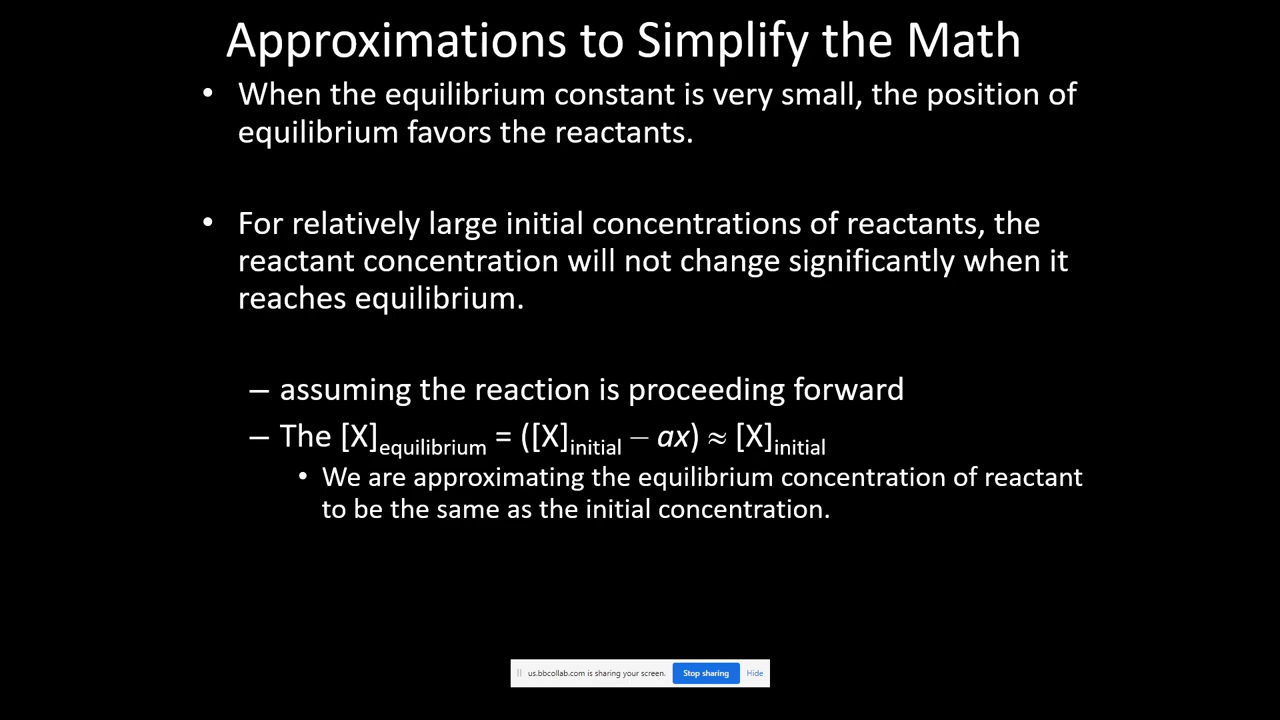 Approximations to Simplify the Math
• When the equilibrium constant is very small, the position of
equilibrium favors the reactants.
• For relatively large initial concentrations of reactants, the
reactant concentration will not change significantly when it
reaches equilibrium.
– assuming the reaction is proceeding forward
– The [X]equilibrium = ([X]initial − ax) ≈ [X]initial
• We are approximating the equilibrium concentration of reactant
to be the same as the initial concentration.
us.bbcollab.com is sharing your screen. Stop sharing Hide